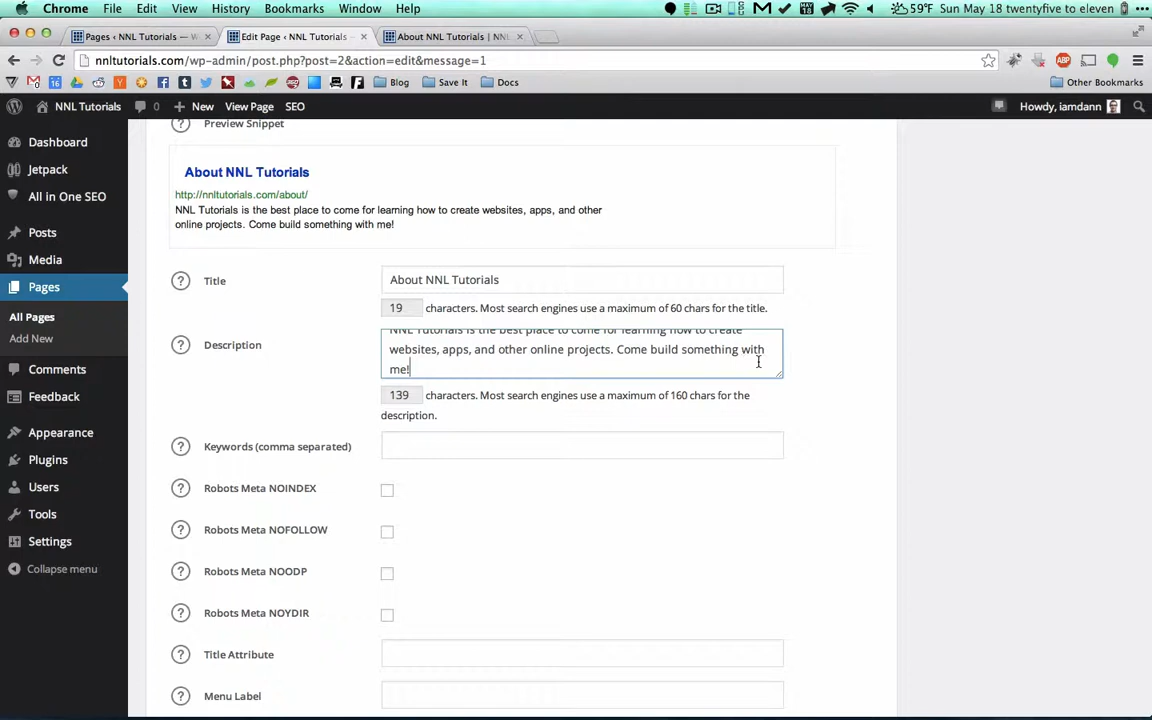 Chrome File Edit View History Bookmarks Window Help MAY 18 59°F Sun May 18 twentyfive to eleven
Pages ‹ NNL Tutorials — W Edit Page ‹ NNL Tutorials – About NNL Tutorials | NNL
nnltutorials.com/wp-admin/post.php?post=2&action=edit&message=1
Blog Save It Docs Other Bookmarks
NNL Tutorials 0 New View Page SEO Howdy, iamdann
Preview Snippet
Dashboard
Jetpack
All in One SEO
Posts
Media
Pages
All Pages
Add New
Comments
Feedback
Appearance
Plugins
Users
Tools
Settings
Collapse menu
About NNL Tutorials
http://nnltutorials.com/about/
NNL Tutorials is the best place to come for learning how to create websites, apps, and other
online projects. Come build something with me!
Title About NNL Tutorials
19 characters. Most search engines use a maximum of 60 chars for the title.
Description NNL Tutorials is the best place to come for learning how to create
websites, apps, and other online projects. Come build something with
me!
139 characters. Most search engines use a maximum of 160 chars for the
description.
Keywords (comma separated)
Robots Meta NOINDEX
Robots Meta NOFOLLOW
Robots Meta NOODP
Robots Meta NOYDIR
Title Attribute
Menu Label